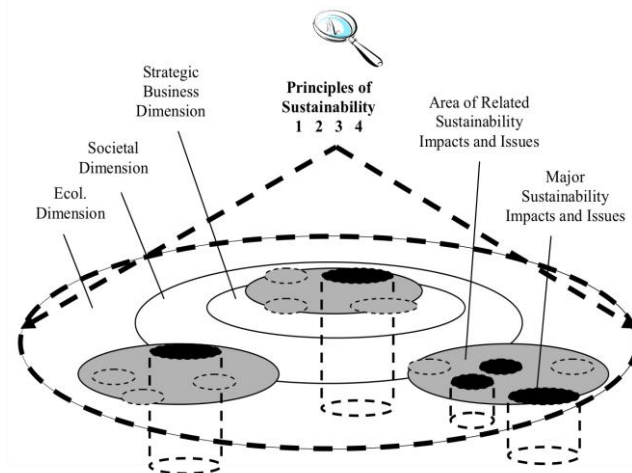 Strategic
Business
Dimension
Principles of
Sustainability
1 2 3 4
Area of Related
Sustainability
Impacts and Issues
Societal
Dimension
Major
Sustainability
Impacts and Issues
Ecol.
Dimension